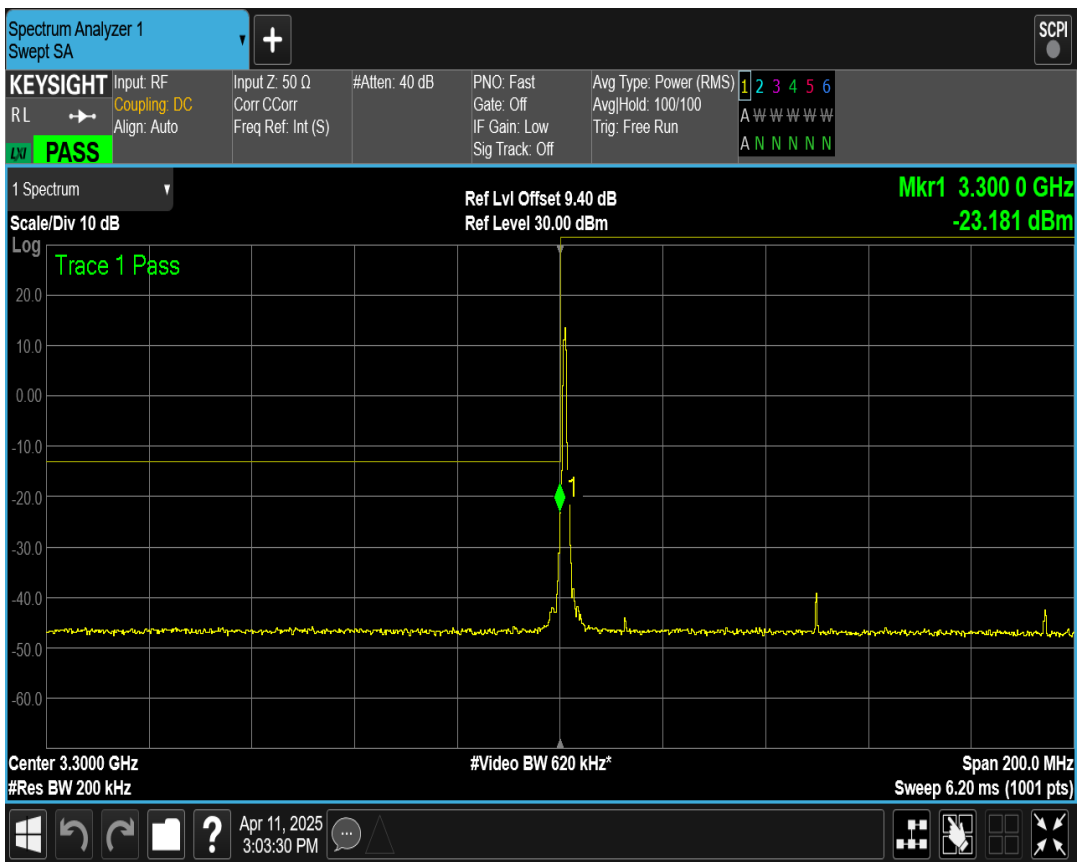 Spectrum Analyzer 1
Swept SA
SCPI
KEYSIGHT
RL
LXI PASS
Input: RF
Coupling: DC
Align: Auto
Input Z: 50 Ω
Corr CCorr
Freq Ref: Int (S)
#Atten: 40 dB
PNO: Fast
Gate: Off
IF Gain: Low
Sig Track: Off
Avg Type: Power (RMS)
Avg|Hold: 100/100
Trig: Free Run
1 2 3 4 5 6
A W W W W W
A N N N N N
1 Spectrum
Scale/Div 10 dB
Ref Lvl Offset 9.40 dB
Ref Level 30.00 dBm
Mkr1 3.300 0 GHz
-23.181 dBm
Log
Trace 1 Pass
20.0
10.0
0.00
-10.0
1
-20.0
-30.0
-40.0
-50.0
-60.0
Center 3.3000 GHz
#Res BW 200 kHz
#Video BW 620 kHz*
Span 200.0 MHz
Sweep 6.20 ms (1001 pts)
?
Apr 11, 2025
3:03:30 PM